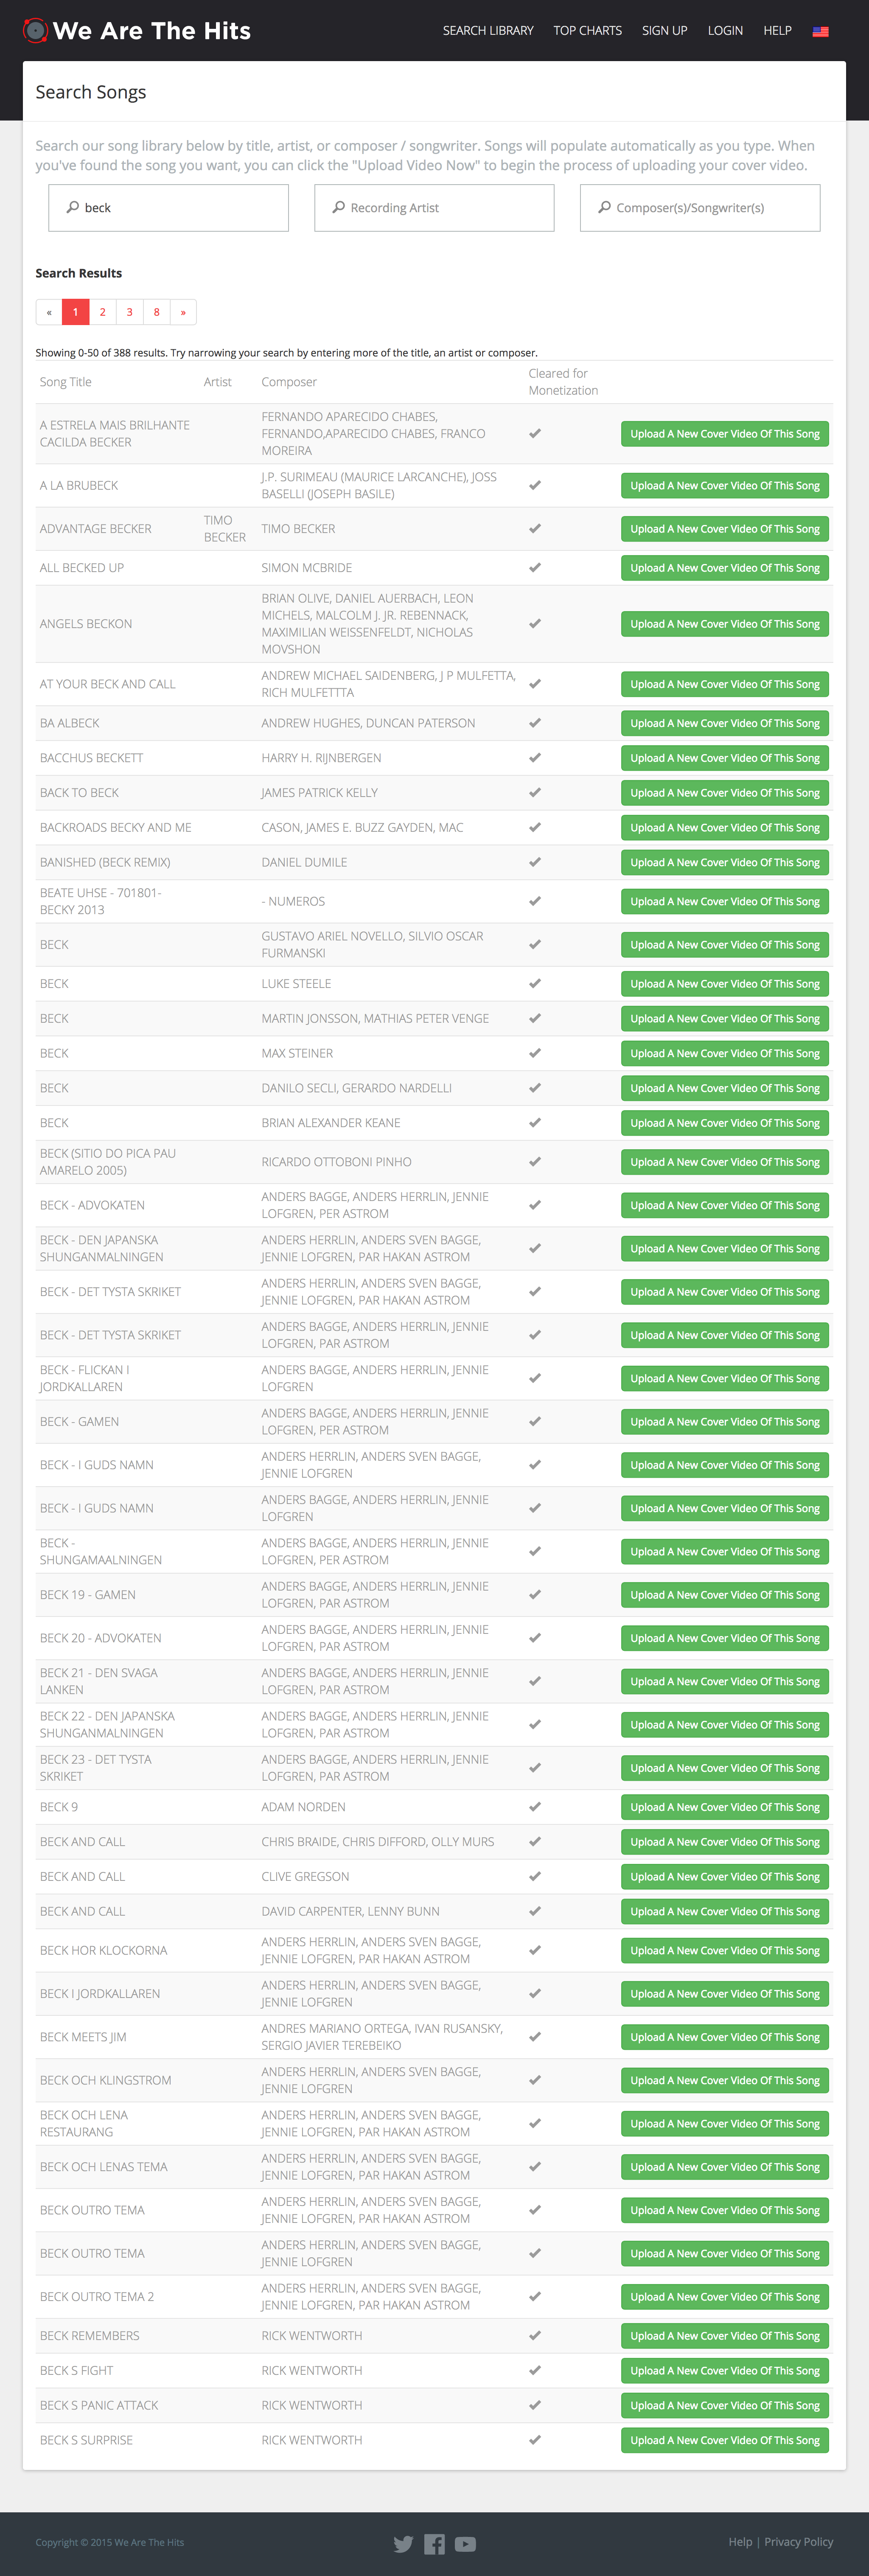 We Are The Hits
SEARCH LIBRARY TOP CHARTS SIGN UP LOGIN HELP
Search Songs
Search our song library below by title, artist, or composer / songwriter. Songs will populate automatically as you type. When
you've found the song you want, you can click the "Upload Video Now" to begin the process of uploading your cover video.
beck Recording Artist Composer(s)/Songwriter(s)
Search Results
« 1 2 3 8 »
Showing 0-50 of 388 results. Try narrowing your search by entering more of the title, an artist or composer.
Song Title Artist Composer Cleared for
Monetization
A ESTRELA MAIS BRILHANTE
CACILDA BECKER
FERNANDO APARECIDO CHABES,
FERNANDO,APARECIDO CHABES, FRANCO
MOREIRA
✔ Upload A New Cover Video Of This Song
A LA BRUBECK
J.P. SURIMEAU (MAURICE LARCANCHE), JOSS
BASELLI (JOSEPH BASILE)
✔ Upload A New Cover Video Of This Song
ADVANTAGE BECKER
TIMO
BECKER
TIMO BECKER ✔ Upload A New Cover Video Of This Song
ALL BECKED UP SIMON MCBRIDE ✔ Upload A New Cover Video Of This Song
ANGELS BECKON
BRIAN OLIVE, DANIEL AUERBACH, LEON
MICHELS, MALCOLM J. JR. REBENNACK,
MAXIMILIAN WEISSENFELDT, NICHOLAS
MOVSHON
✔ Upload A New Cover Video Of This Song
AT YOUR BECK AND CALL
ANDREW MICHAEL SAIDENBERG, J P MULFETTA,
RICH MULFETTTA
✔ Upload A New Cover Video Of This Song
BA ALBECK ANDREW HUGHES, DUNCAN PATERSON ✔ Upload A New Cover Video Of This Song
BACCHUS BECKETT HARRY H. RIJNBERGEN ✔ Upload A New Cover Video Of This Song
BACK TO BECK JAMES PATRICK KELLY ✔ Upload A New Cover Video Of This Song
BACKROADS BECKY AND ME CASON, JAMES E. BUZZ GAYDEN, MAC ✔ Upload A New Cover Video Of This Song
BANISHED (BECK REMIX) DANIEL DUMILE ✔ Upload A New Cover Video Of This Song
BEATE UHSE - 701801-
BECKY 2013
- NUMEROS ✔ Upload A New Cover Video Of This Song
BECK
GUSTAVO ARIEL NOVELLO, SILVIO OSCAR
FURMANSKI
✔ Upload A New Cover Video Of This Song
BECK LUKE STEELE ✔ Upload A New Cover Video Of This Song
BECK MARTIN JONSSON, MATHIAS PETER VENGE ✔ Upload A New Cover Video Of This Song
BECK MAX STEINER ✔ Upload A New Cover Video Of This Song
BECK DANILO SECLI, GERARDO NARDELLI ✔ Upload A New Cover Video Of This Song
BECK BRIAN ALEXANDER KEANE ✔ Upload A New Cover Video Of This Song
BECK (SITIO DO PICA PAU
AMARELO 2005)
RICARDO OTTOBONI PINHO ✔ Upload A New Cover Video Of This Song
BECK - ADVOKATEN
ANDERS BAGGE, ANDERS HERRLIN, JENNIE
LOFGREN, PER ASTROM
✔ Upload A New Cover Video Of This Song
BECK - DEN JAPANSKA
SHUNGANMALNINGEN
ANDERS HERRLIN, ANDERS SVEN BAGGE,
JENNIE LOFGREN, PAR HAKAN ASTROM
✔ Upload A New Cover Video Of This Song
BECK - DET TYSTA SKRIKET
ANDERS HERRLIN, ANDERS SVEN BAGGE,
JENNIE LOFGREN, PAR HAKAN ASTROM
✔ Upload A New Cover Video Of This Song
BECK - DET TYSTA SKRIKET
ANDERS BAGGE, ANDERS HERRLIN, JENNIE
LOFGREN, PAR ASTROM
✔ Upload A New Cover Video Of This Song
BECK - FLICKAN I
JORDKALLAREN
ANDERS BAGGE, ANDERS HERRLIN, JENNIE
LOFGREN
✔ Upload A New Cover Video Of This Song
BECK - GAMEN
ANDERS BAGGE, ANDERS HERRLIN, JENNIE
LOFGREN, PER ASTROM
✔ Upload A New Cover Video Of This Song
BECK - I GUDS NAMN
ANDERS HERRLIN, ANDERS SVEN BAGGE,
JENNIE LOFGREN
✔ Upload A New Cover Video Of This Song
BECK - I GUDS NAMN
ANDERS BAGGE, ANDERS HERRLIN, JENNIE
LOFGREN
✔ Upload A New Cover Video Of This Song
BECK -
SHUNGAMAALNINGEN
ANDERS BAGGE, ANDERS HERRLIN, JENNIE
LOFGREN, PER ASTROM
✔ Upload A New Cover Video Of This Song
BECK 19 - GAMEN
ANDERS BAGGE, ANDERS HERRLIN, JENNIE
LOFGREN, PAR ASTROM
✔ Upload A New Cover Video Of This Song
BECK 20 - ADVOKATEN
ANDERS BAGGE, ANDERS HERRLIN, JENNIE
LOFGREN, PAR ASTROM
✔ Upload A New Cover Video Of This Song
BECK 21 - DEN SVAGA
LANKEN
ANDERS BAGGE, ANDERS HERRLIN, JENNIE
LOFGREN, PAR ASTROM
✔ Upload A New Cover Video Of This Song
BECK 22 - DEN JAPANSKA
SHUNGANMALNINGEN
ANDERS BAGGE, ANDERS HERRLIN, JENNIE
LOFGREN, PAR ASTROM
✔ Upload A New Cover Video Of This Song
BECK 23 - DET TYSTA
SKRIKET
ANDERS BAGGE, ANDERS HERRLIN, JENNIE
LOFGREN, PAR ASTROM
✔ Upload A New Cover Video Of This Song
BECK 9 ADAM NORDEN ✔ Upload A New Cover Video Of This Song
BECK AND CALL CHRIS BRAIDE, CHRIS DIFFORD, OLLY MURS ✔ Upload A New Cover Video Of This Song
BECK AND CALL CLIVE GREGSON ✔ Upload A New Cover Video Of This Song
BECK AND CALL DAVID CARPENTER, LENNY BUNN ✔ Upload A New Cover Video Of This Song
BECK HOR KLOCKORNA
ANDERS HERRLIN, ANDERS SVEN BAGGE,
JENNIE LOFGREN, PAR HAKAN ASTROM
✔ Upload A New Cover Video Of This Song
BECK I JORDKALLAREN
ANDERS HERRLIN, ANDERS SVEN BAGGE,
JENNIE LOFGREN
✔ Upload A New Cover Video Of This Song
BECK MEETS JIM
ANDRES MARIANO ORTEGA, IVAN RUSANSKY,
SERGIO JAVIER TEREBEIKO
✔ Upload A New Cover Video Of This Song
BECK OCH KLINGSTROM
ANDERS HERRLIN, ANDERS SVEN BAGGE,
JENNIE LOFGREN
✔ Upload A New Cover Video Of This Song
BECK OCH LENA
RESTAURANG
ANDERS HERRLIN, ANDERS SVEN BAGGE,
JENNIE LOFGREN, PAR HAKAN ASTROM
✔ Upload A New Cover Video Of This Song
BECK OCH LENAS TEMA
ANDERS HERRLIN, ANDERS SVEN BAGGE,
JENNIE LOFGREN, PAR HAKAN ASTROM
✔ Upload A New Cover Video Of This Song
BECK OUTRO TEMA
ANDERS HERRLIN, ANDERS SVEN BAGGE,
JENNIE LOFGREN, PAR HAKAN ASTROM
✔ Upload A New Cover Video Of This Song
BECK OUTRO TEMA
ANDERS HERRLIN, ANDERS SVEN BAGGE,
JENNIE LOFGREN
✔ Upload A New Cover Video Of This Song
BECK OUTRO TEMA 2
ANDERS HERRLIN, ANDERS SVEN BAGGE,
JENNIE LOFGREN, PAR HAKAN ASTROM
✔ Upload A New Cover Video Of This Song
BECK REMEMBERS RICK WENTWORTH ✔ Upload A New Cover Video Of This Song
BECK S FIGHT RICK WENTWORTH ✔ Upload A New Cover Video Of This Song
BECK S PANIC ATTACK RICK WENTWORTH ✔ Upload A New Cover Video Of This Song
BECK S SURPRISE RICK WENTWORTH ✔ Upload A New Cover Video Of This Song
Copyright © 2015 We Are The Hits Help | Privacy Policy